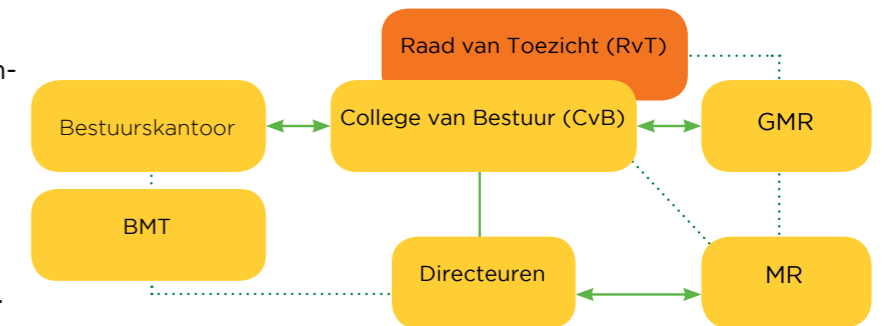 Raad van Toezicht (RvT)
n-
Bestuurskantoor
College van Bestuur (CvB)
GMR
BMT
Directeuren
MR
.